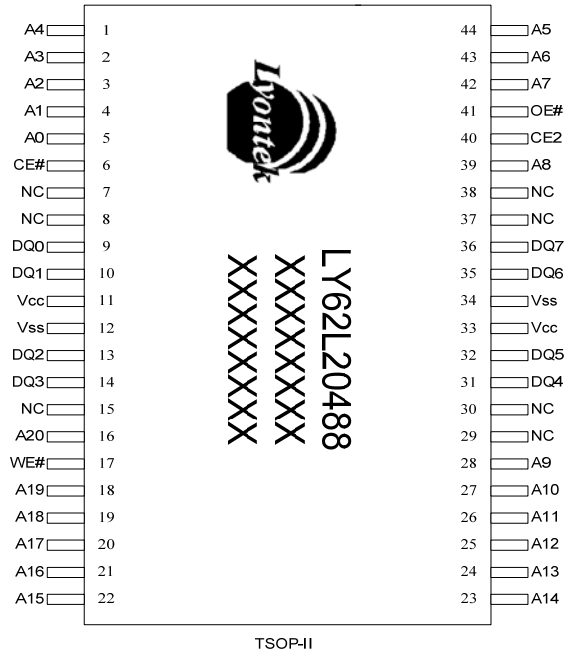 A4 1 44 A5
A3 2 43 A6
A2 3 42 A7
A1 4 41 OE#
A0 5 40 CE2
CE# 6 39 A8
NC 7 38 NC
NC 8 37 NC
DQ0 9 36 DQ7
DQ1 10 35 DQ6
Vcc 11 34 Vss
Vss 12 33 Vcc
DQ2 13 32 DQ5
DQ3 14 31 DQ4
NC 15 30 NC
A20 16 29 NC
WE# 17 28 A9
A19 18 27 A10
A18 19 26 A11
A17 20 25 A12
A16 21 24 A13
A15 22 23 A14
Lyontek
LY62L20488
XXXXXXXX
XXXXXXXX
TSOP-II